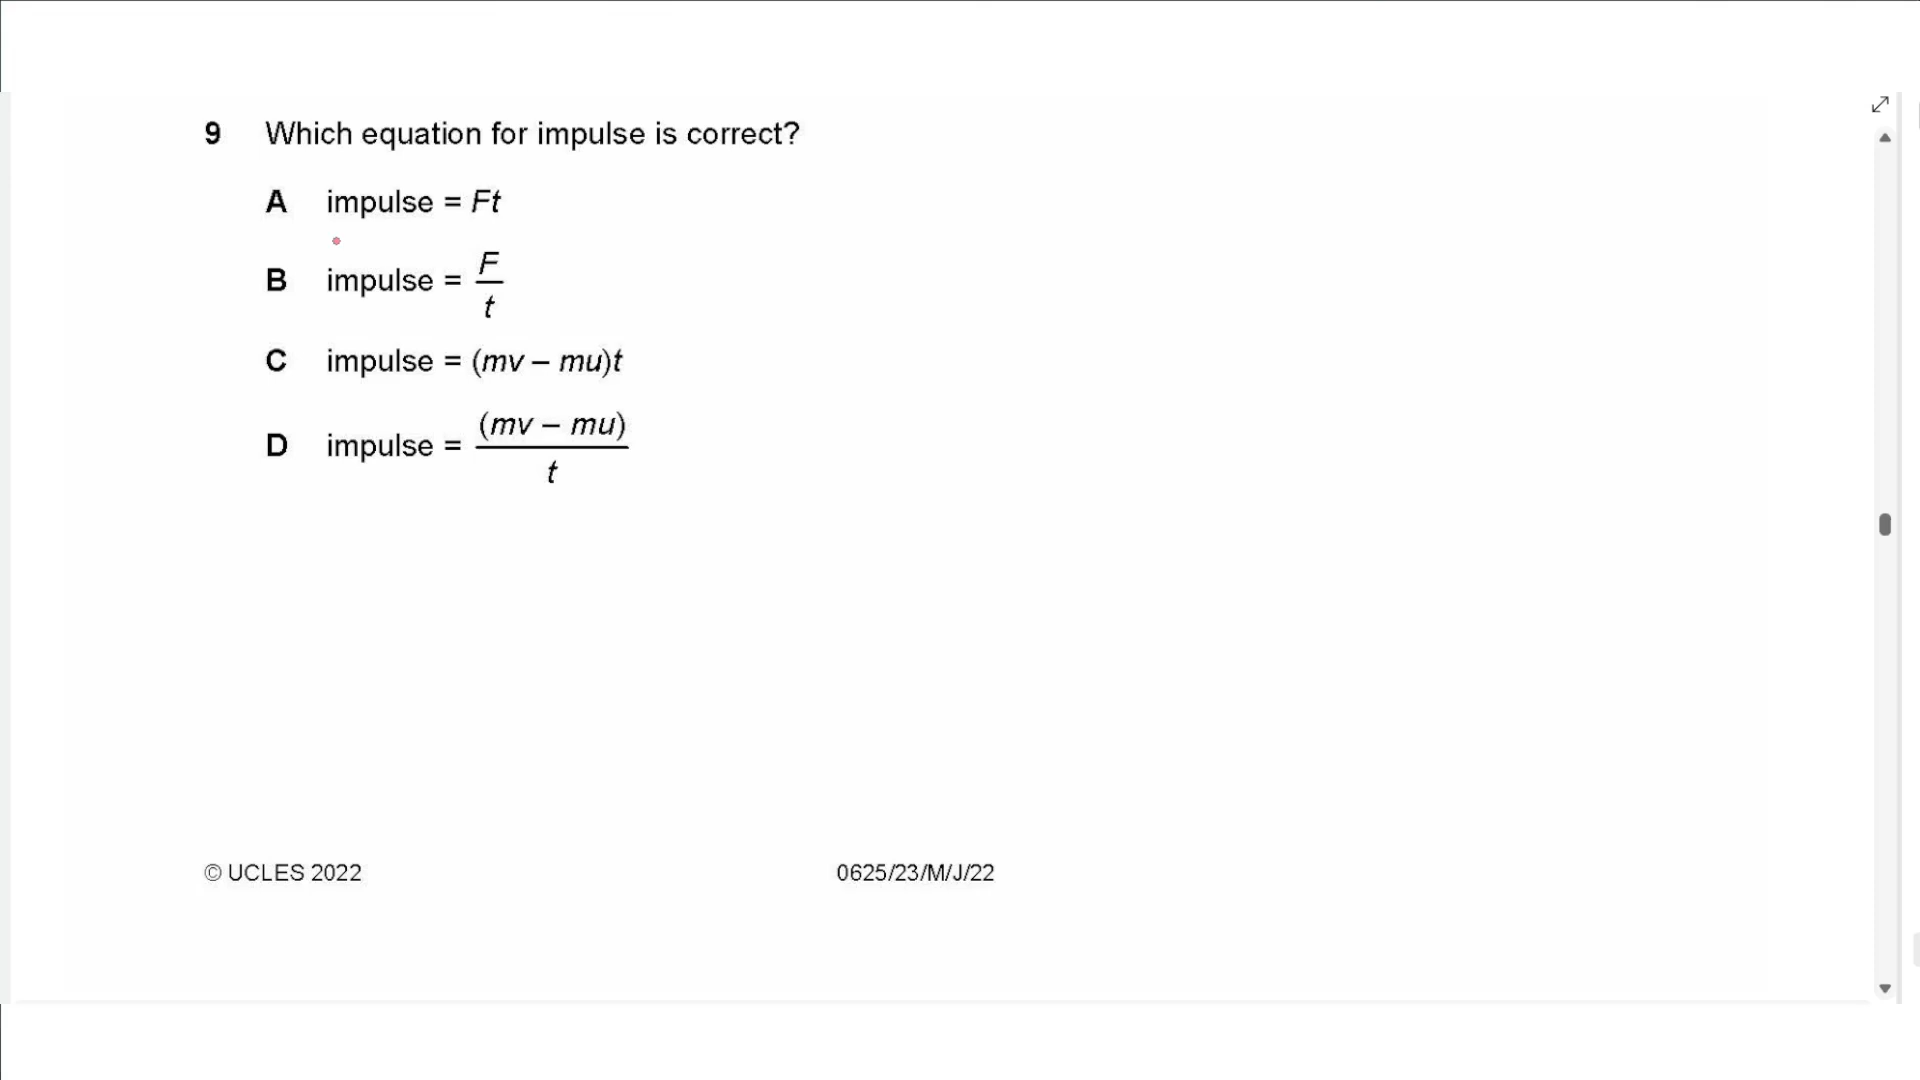 9 Which equation for impulse is correct?
A impulse = Ft
B impulse = F/t
C impulse = (mv – mu)t
D impulse = (mv – mu)/t
© UCLES 2022 0625/23/M/J/22